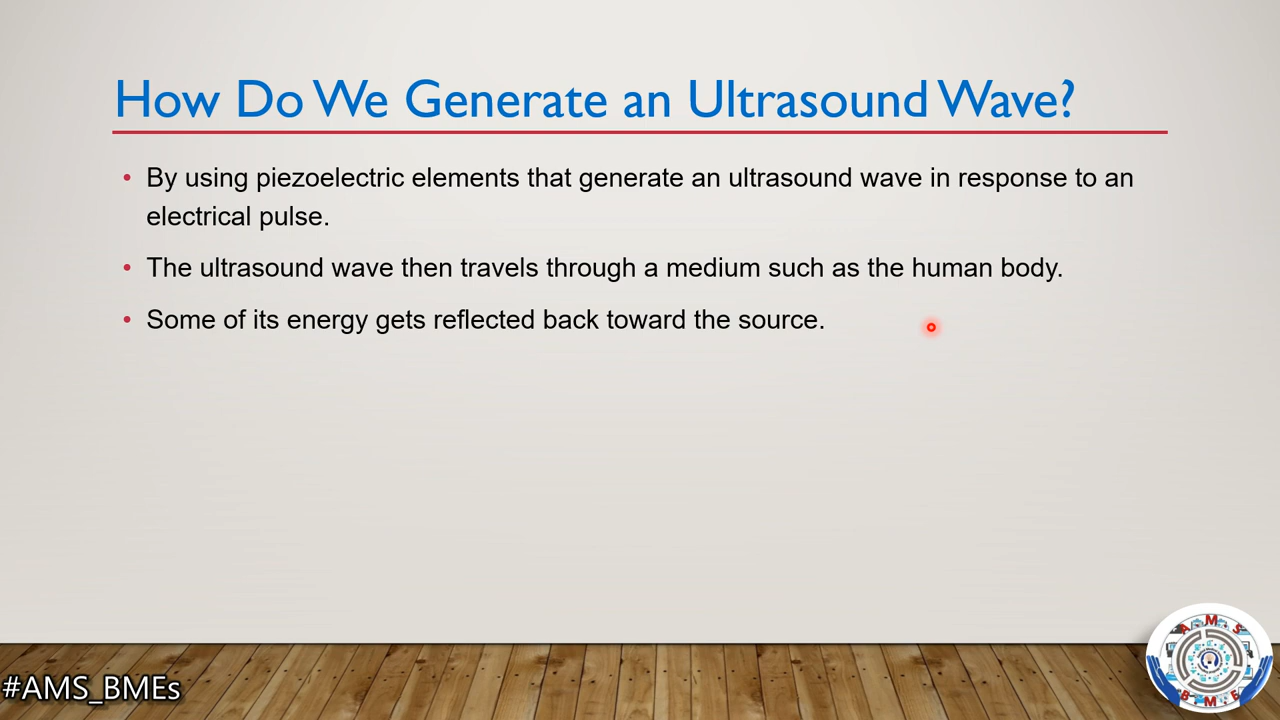 How Do We Generate an Ultrasound Wave?
• By using piezoelectric elements that generate an ultrasound wave in response to an
electrical pulse.
• The ultrasound wave then travels through a medium such as the human body.
• Some of its energy gets reflected back toward the source.
#AMS_BMEs
AMS
BME